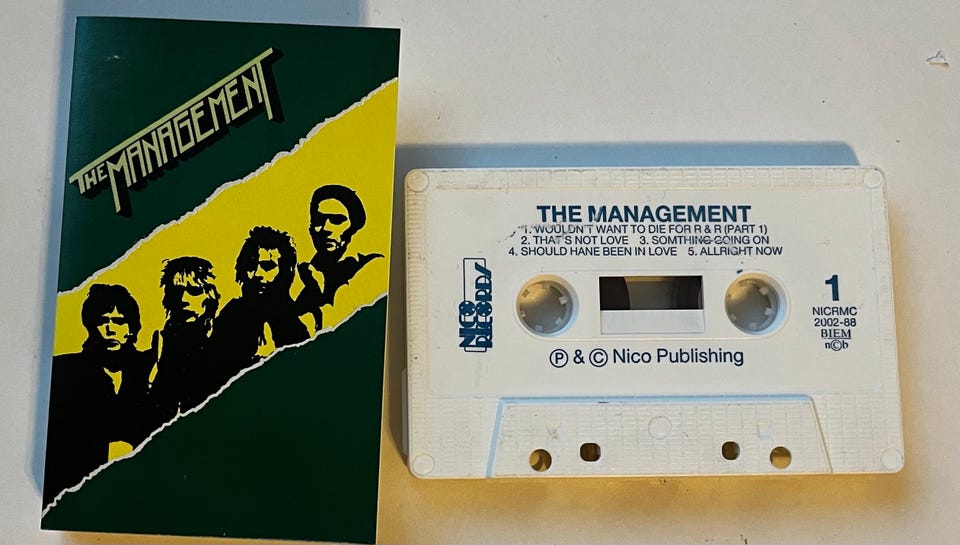 THE MANAGEMENT
THE MANAGEMENT
1. WOULDN'T WANT TO DIE FOR R & R (PART 1)
2. THAT'S NOT LOVE 3. SOMTHING GOING ON
4. SHOULD HANE BEEN IN LOVE 5. ALLRIGHT NOW
NICO
RECORDS
1
NICRMC
2002-88
BIEM
n©b
Ⓟ & © Nico Publishing